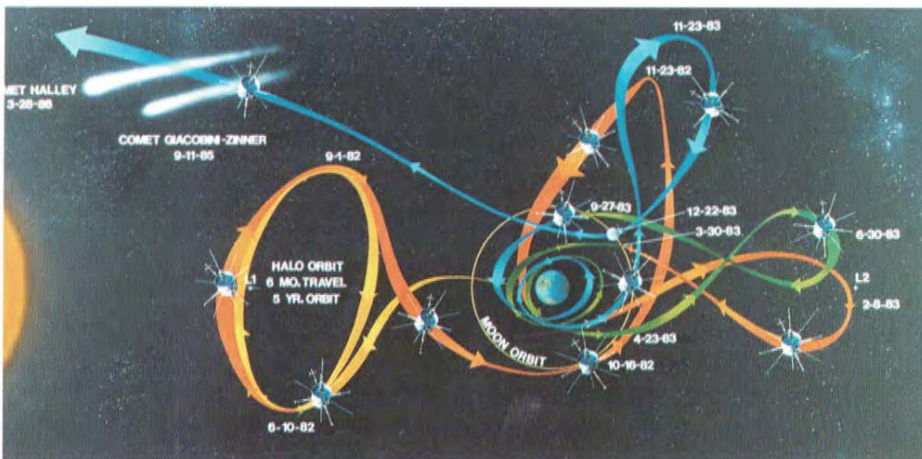 MET HALLEY
3-28-86
COMET GIACOBINI-ZINNER
9-11-85
9-1-82
L1
HALO ORBIT
6 MO. TRAVEL
5 YR. ORBIT
6-10-82
11-23-83
11-23-82
9-27-83
12-22-83
3-30-83
6-30-83
L2
2-8-83
MOON ORBIT
4-23-83
10-16-82